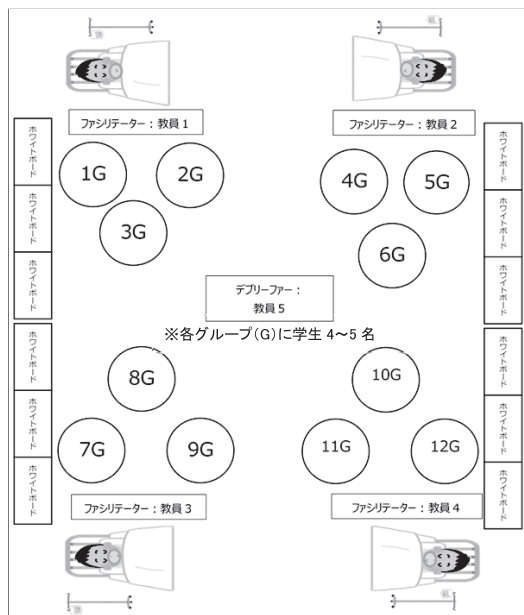 ファシリテーター：教員1
ファシリテーター：教員2
ホワイトボード
ホワイトボード
ホワイトボード
1G
2G
3G
4G
5G
6G
ホワイトボード
ホワイトボード
ホワイトボード
デブリーファー：
教員5
※各グループ(G)に学生4～5名
ホワイトボード
ホワイトボード
ホワイトボード
8G
7G
9G
10G
11G
12G
ホワイトボード
ホワイトボード
ホワイトボード
ファシリテーター：教員3
ファシリテーター：教員4